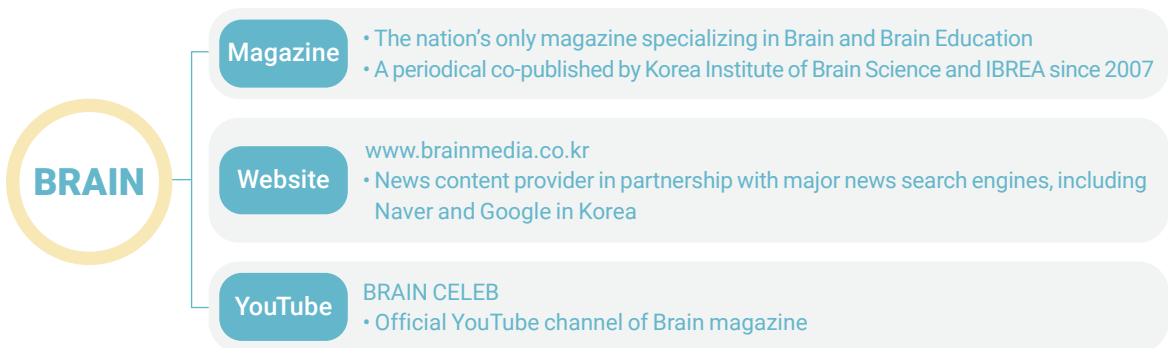 BRAIN
Magazine
• The nation's only magazine specializing in Brain and Brain Education
• A periodical co-published by Korea Institute of Brain Science and IBREA since 2007
Website
www.brainmedia.co.kr
• News content provider in partnership with major news search engines, including
Naver and Google in Korea
YouTube
BRAIN CELEB
• Official YouTube channel of Brain magazine